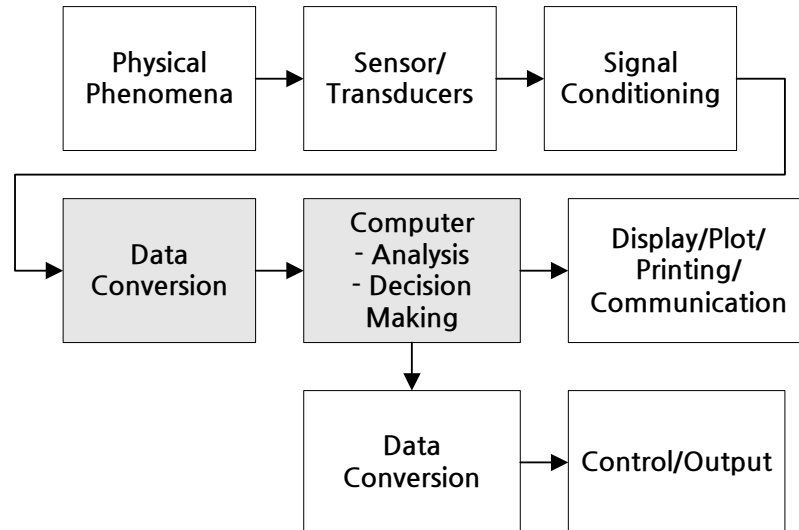 Physical
Phenomena
Sensor/
Transducers
Signal
Conditioning
Data
Conversion
Computer
- Analysis
- Decision
Making
Display/Plot/
Printing/
Communication
Data
Conversion
Control/Output